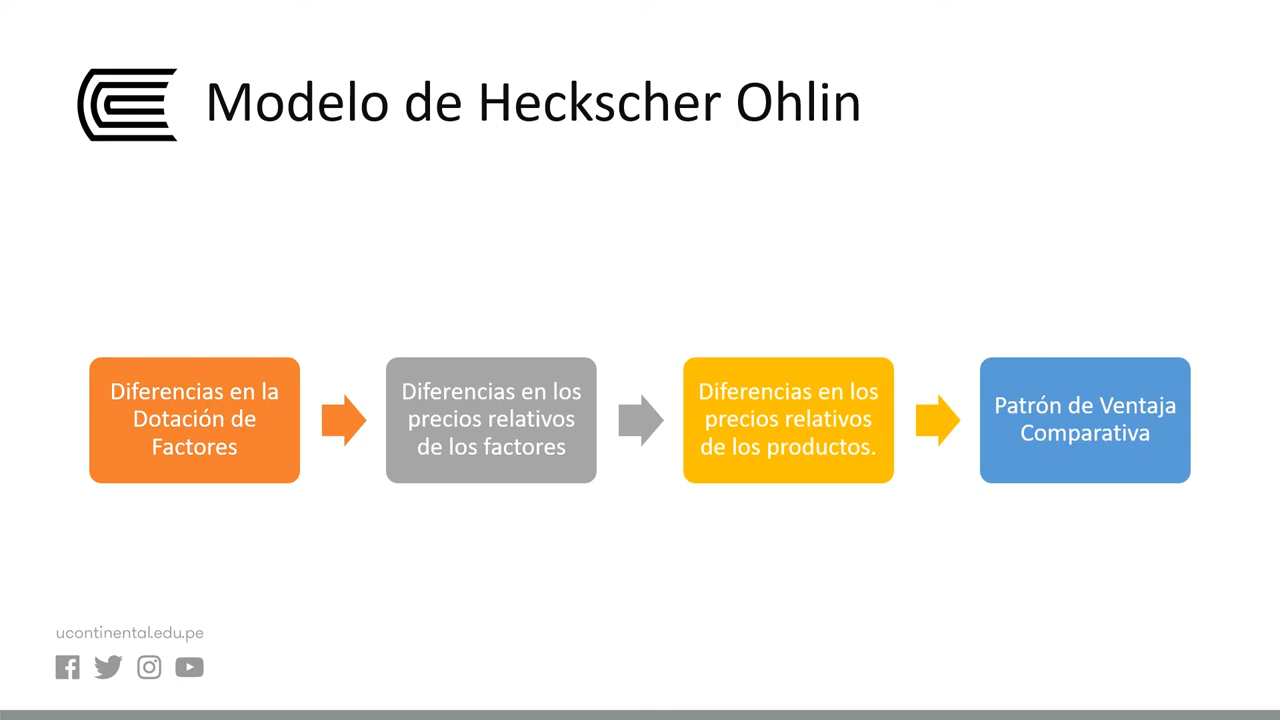 Modelo de Heckscher Ohlin
Diferencias en la
Dotación de
Factores
Diferencias en los
precios relativos
de los factores
Diferencias en los
precios relativos
de los productos.
Patrón de Ventaja
Comparativa
ucontinental.edu.pe